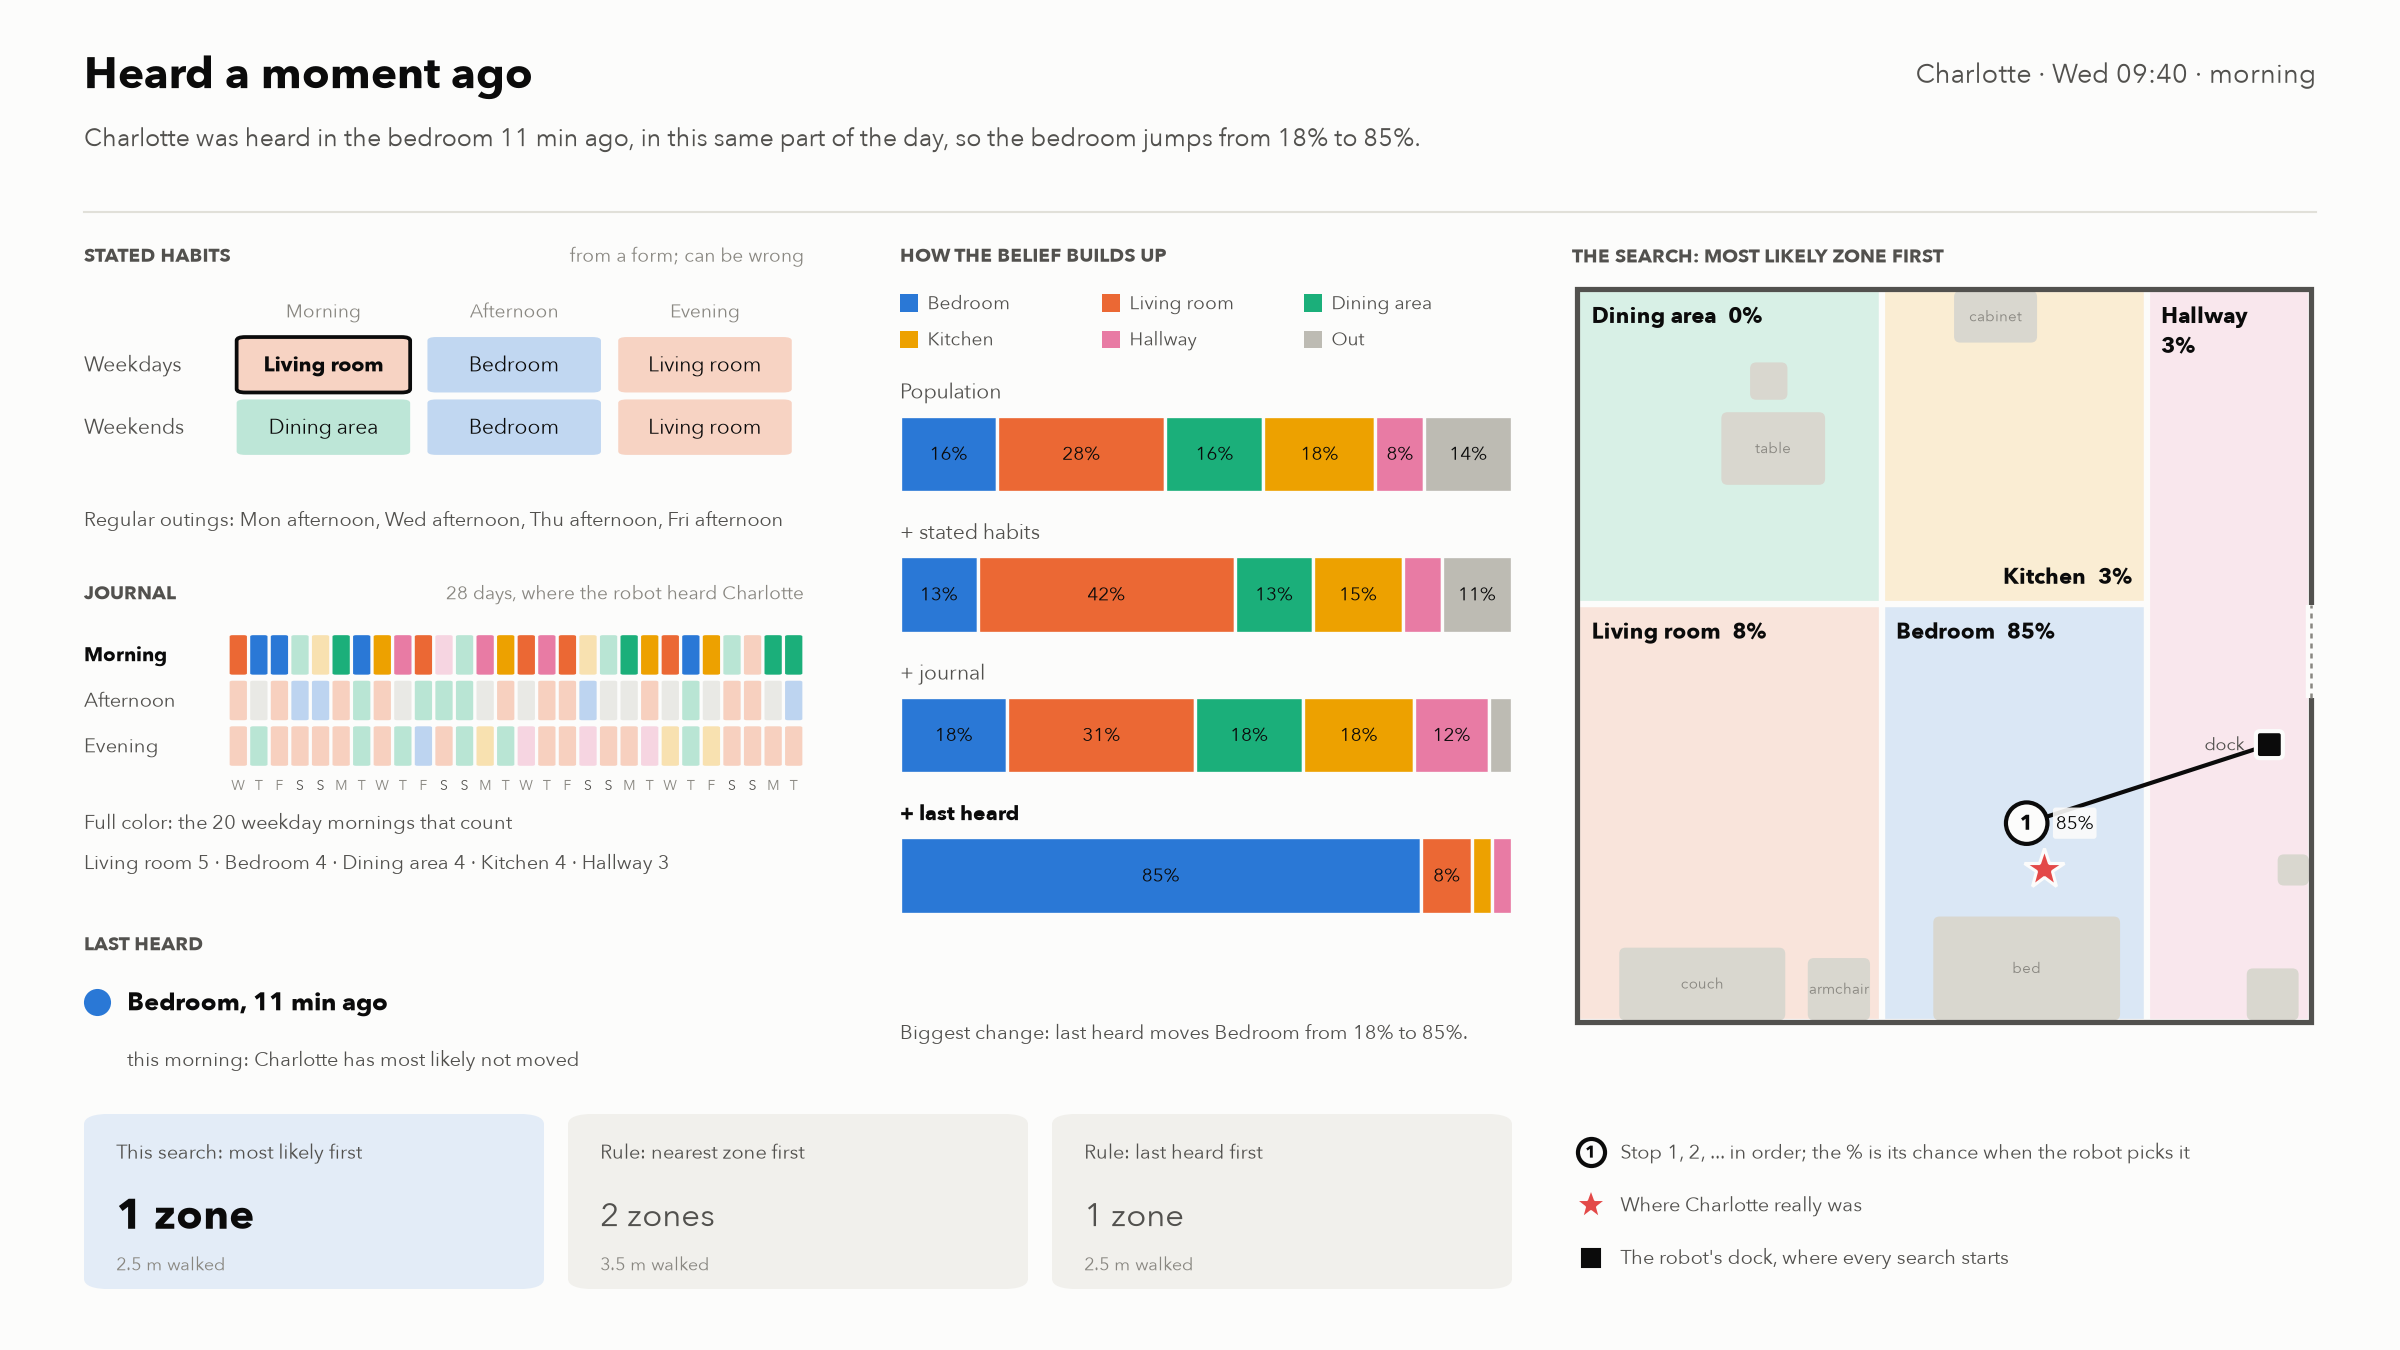 Heard a moment ago
Charlotte · Wed 09:40 · morning
Charlotte was heard in the bedroom 11 min ago, in this same part of the day, so the bedroom jumps from 18% to 85%.
STATED HABITS
from a form; can be wrong
Morning Afternoon Evening
Weekdays Living room Bedroom Living room
Weekends Dining area Bedroom Living room
Regular outings: Mon afternoon, Wed afternoon, Thu afternoon, Fri afternoon
JOURNAL
28 days, where the robot heard Charlotte
Morning
Afternoon
Evening
W T F S S M T W T F S S M T W T F S S M T W T F S S M T
Full color: the 20 weekday mornings that count
Living room 5 · Bedroom 4 · Dining area 4 · Kitchen 4 · Hallway 3
LAST HEARD
Bedroom, 11 min ago
this morning: Charlotte has most likely not moved
HOW THE BELIEF BUILDS UP
Bedroom Living room Dining area
Kitchen Hallway Out
Population
16% 28% 16% 18% 8% 14%
+ stated habits
13% 42% 13% 15% 11%
+ journal
18% 31% 18% 18% 12%
+ last heard
85% 8%
Biggest change: last heard moves Bedroom from 18% to 85%.
THE SEARCH: MOST LIKELY ZONE FIRST
Dining area 0%
cabinet
Hallway
3%
table
Kitchen 3%
Living room 8%
Bedroom 85%
dock
1 85%
couch
armchair
bed
This search: most likely first
1 zone
2.5 m walked
Rule: nearest zone first
2 zones
3.5 m walked
Rule: last heard first
1 zone
2.5 m walked
1 Stop 1, 2, ... in order; the % is its chance when the robot picks it
Where Charlotte really was
The robot's dock, where every search starts